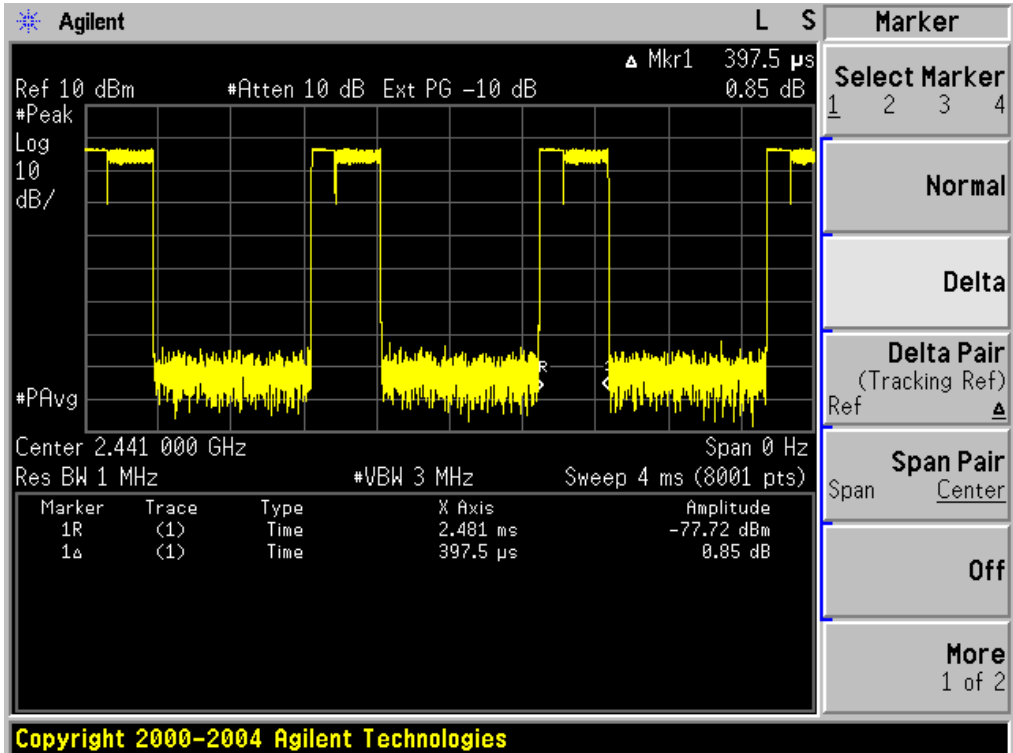 Agilent L S
Marker
Δ Mkr1 397.5 µs
Ref 10 dBm #Atten 10 dB Ext PG -10 dB 0.85 dB
#Peak
Log
10
dB/
R
#PAvg
Center 2.441 000 GHz Span 0 Hz
Res BW 1 MHz #VBW 3 MHz Sweep 4 ms (8001 pts)
Marker Trace Type X Axis Amplitude
1R (1) Time 2.481 ms -77.72 dBm
1Δ (1) Time 397.5 µs 0.85 dB
Select Marker
1 2 3 4
Normal
Delta
Delta Pair
(Tracking Ref)
Ref Δ
Span Pair
Span Center
Off
More
1 of 2
Copyright 2000-2004 Agilent Technologies